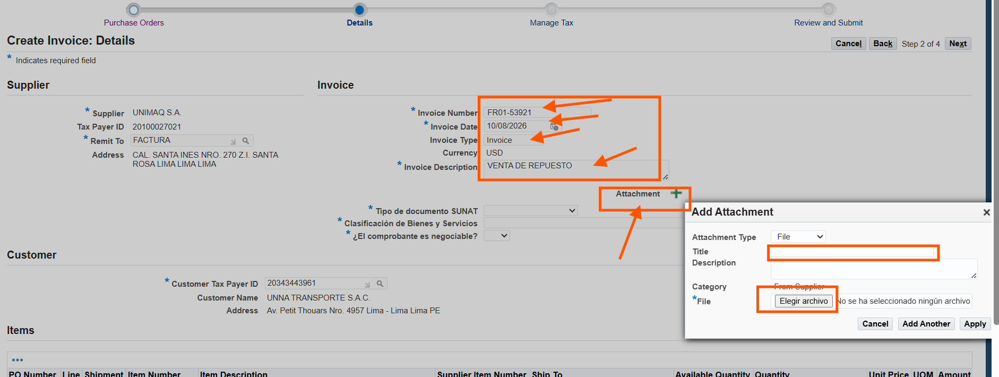 Purchase Orders
Details
Manage Tax
Review and Submit
Create Invoice: Details
Cancel
Back
Step 2 of 4
Next
* Indicates required field
Supplier
* Supplier UNIMAQ S.A.
Tax Payer ID 20100027021
* Remit To FACTURA
Address CAL. SANTA INES NRO. 270 Z.I. SANTA
ROSA LIMA LIMA LIMA
Invoice
* Invoice Number FR01-53921
* Invoice Date 10/08/2026
Invoice Type Invoice
Currency USD
* Invoice Description VENTA DE REPUESTO
Attachment
* Tipo de documento SUNAT
* Clasificación de Bienes y Servicios
* ¿El comprobante es negociable?
Add Attachment
Attachment Type File
Title
Description
Category From Supplier
* File Elegir archivo No se ha seleccionado ningún archivo
Cancel
Add Another
Apply
Customer
* Customer Tax Payer ID 20343443961
Customer Name UNNA TRANSPORTE S.A.C.
Address Av. Petit Thouars Nro. 4957 Lima - Lima Lima PE
Items
PO Number Line Shipment Item Number Item Description Supplier Item Number Ship To Available Quantity Quantity Unit Price UOM Amount